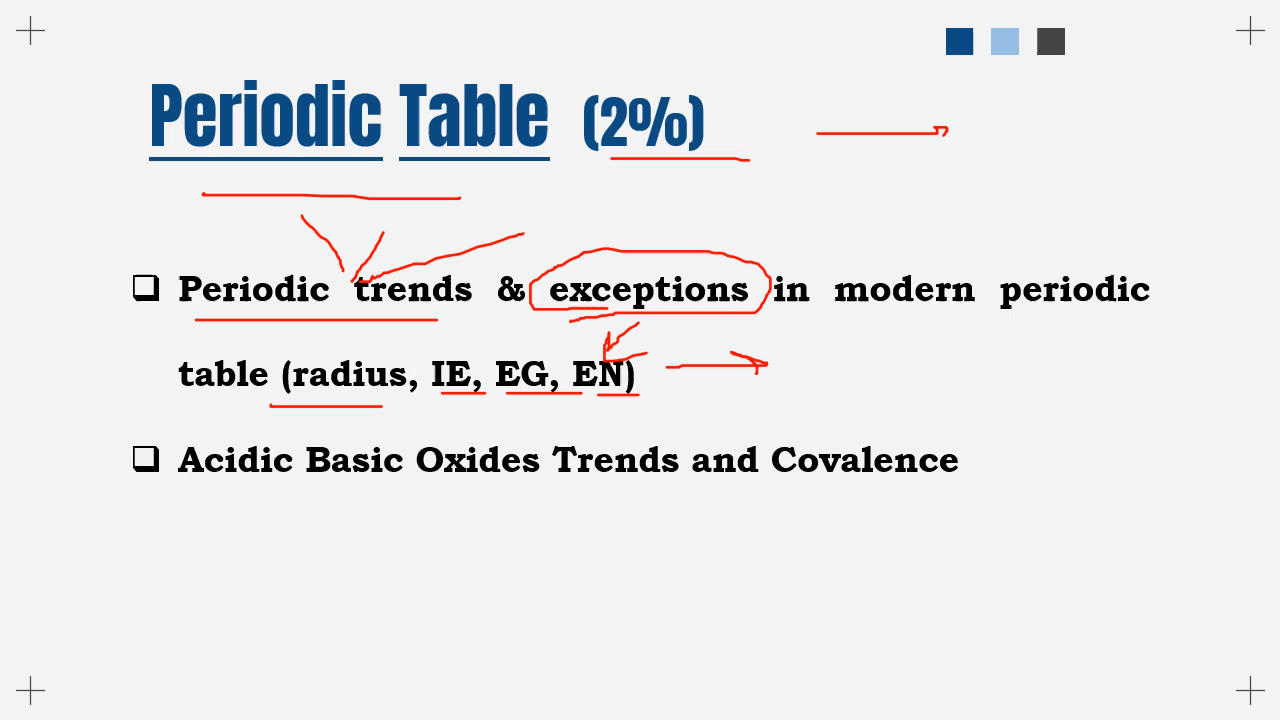 Periodic Table (2%)
❑ Periodic trends & exceptions in modern periodic
table (radius, IE, EG, EN)
❑ Acidic Basic Oxides Trends and Covalence